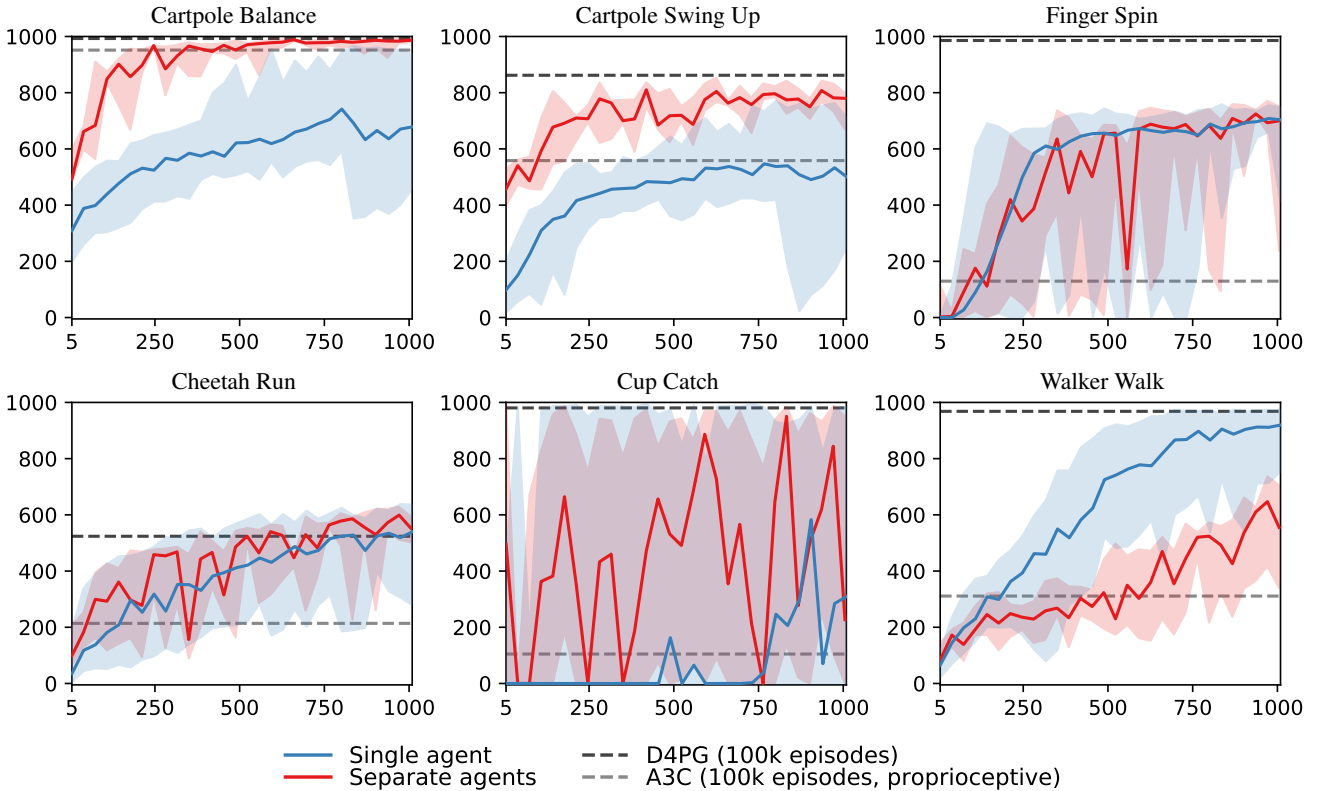 Cartpole Balance Cartpole Swing Up Finger Spin
1000 1000 1000
800 800 800
600 600 600
400 400 400
200 200 200
0 0 0
5 250 500 750 1000 5 250 500 750 1000 5 250 500 750 1000
Cheetah Run Cup Catch Walker Walk
1000 1000 1000
800 800 800
600 600 600
400 400 400
200 200 200
0 0 0
5 250 500 750 1000 5 250 500 750 1000 5 250 500 750 1000
Single agent D4PG (100k episodes)
Separate agents A3C (100k episodes, proprioceptive)